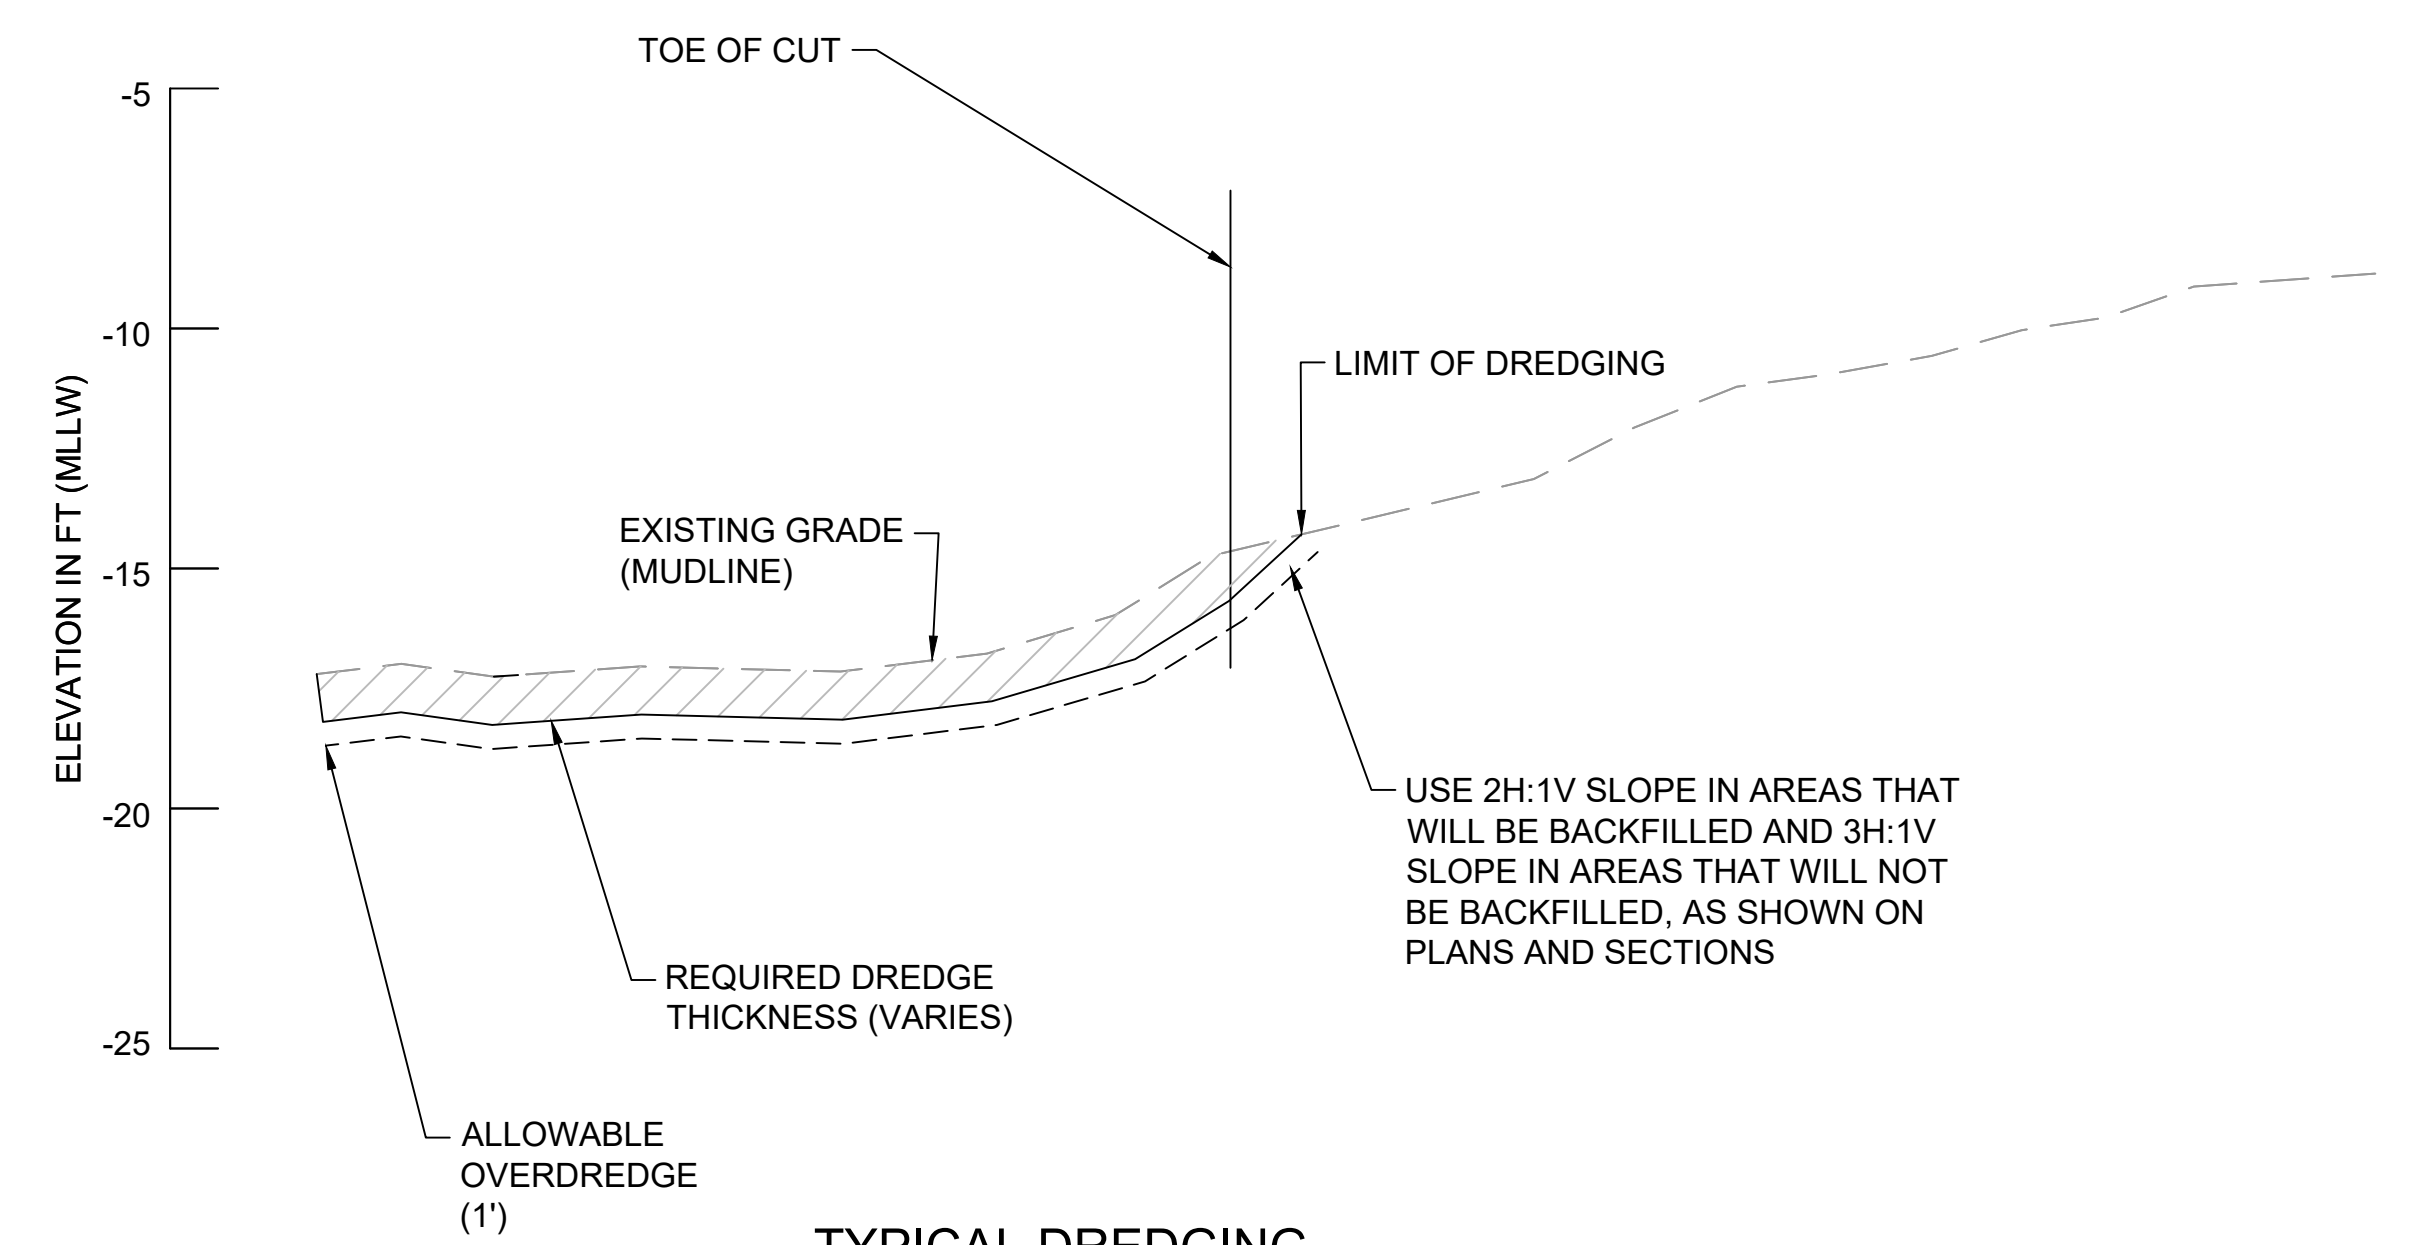 TOE OF CUT
-5
-10
LIMIT OF DREDGING
ELEVATION IN FT (MLLW)
EXISTING GRADE
(MUDLINE)
-15
USE 2H:1V SLOPE IN AREAS THAT
WILL BE BACKFILLED AND 3H:1V
SLOPE IN AREAS THAT WILL NOT
BE BACKFILLED, AS SHOWN ON
PLANS AND SECTIONS
-20
REQUIRED DREDGE
THICKNESS (VARIES)
-25
ALLOWABLE
OVERDREDGE
(1')
TYPICAL DREDGING